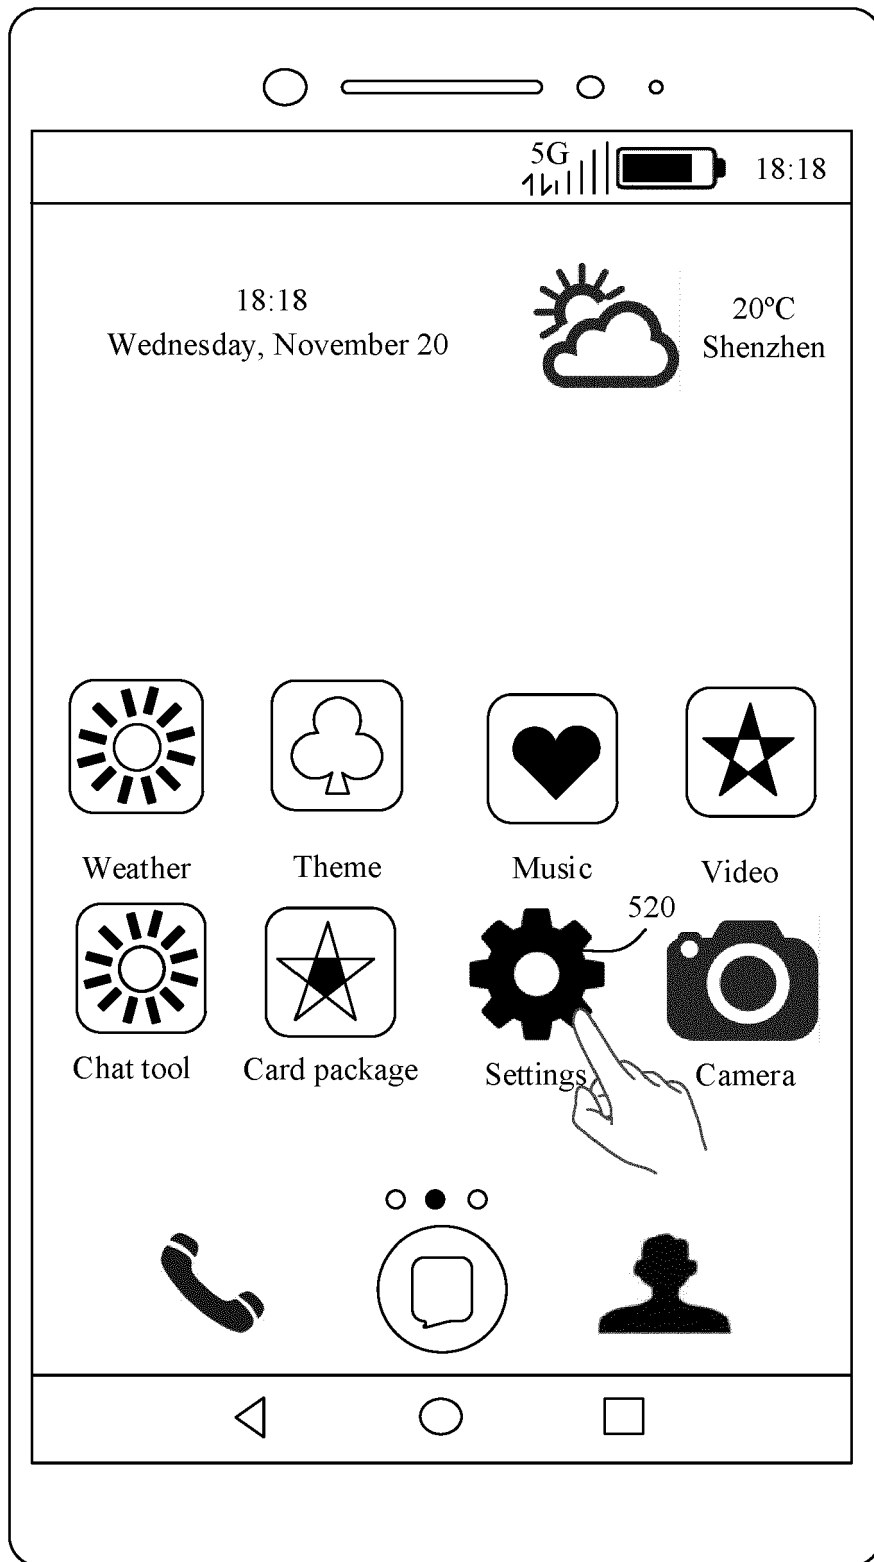 5G
18:18
18:18
Wednesday, November 20
20°C
Shenzhen
Weather
Theme
Music
Video
520
Chat tool
Card package
Settings
Camera